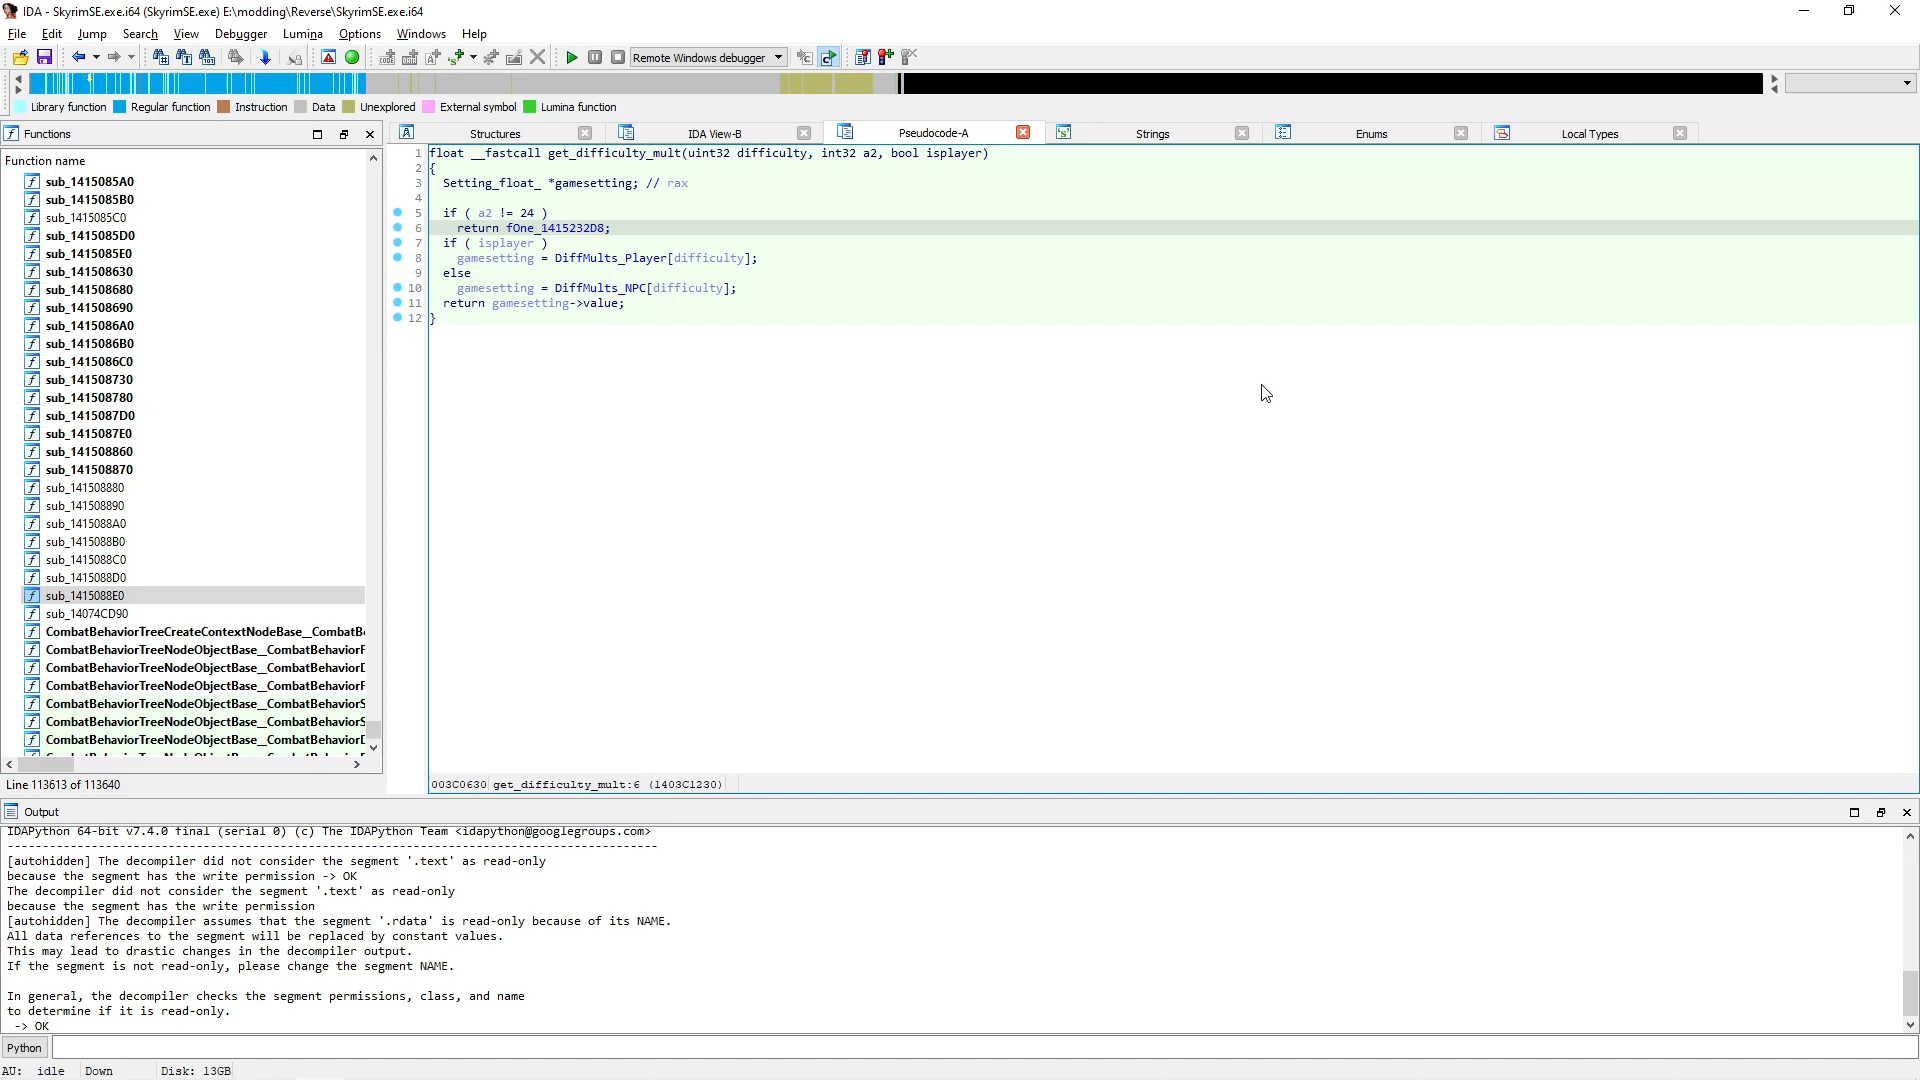 IDA - SkyrimSE.exe.i64 (SkyrimSE.exe) E:\modding\Reverse\SkyrimSE.exe.i64
File Edit Jump Search View Debugger Lumina Options Windows Help
Remote Windows debugger
Library function Regular function Instruction Data Unexplored External symbol Lumina function
Functions
Structures IDA View-B Pseudocode-A Strings Enums Local Types
Function name
sub_1415085A0
sub_1415085B0
sub_1415085C0
sub_1415085D0
sub_1415085E0
sub_141508630
sub_141508680
sub_141508690
sub_1415086A0
sub_1415086B0
sub_1415086C0
sub_141508730
sub_141508780
sub_1415087D0
sub_1415087E0
sub_141508860
sub_141508870
sub_141508880
sub_141508890
sub_1415088A0
sub_1415088B0
sub_1415088C0
sub_1415088D0
sub_1415088E0
sub_14074CD90
CombatBehaviorTreeCreateContextNodeBase__CombatB
CombatBehaviorTreeNodeObjectBase__CombatBehaviorF
CombatBehaviorTreeNodeObjectBase__CombatBehaviorD
CombatBehaviorTreeNodeObjectBase__CombatBehaviorF
CombatBehaviorTreeNodeObjectBase__CombatBehaviorS
CombatBehaviorTreeNodeObjectBase__CombatBehaviorS
CombatBehaviorTreeNodeObjectBase__CombatBehaviorD
Line 113613 of 113640
1 float __fastcall get_difficulty_mult(uint32 difficulty, int32 a2, bool isplayer)
2 {
3 Setting_float_ *gamesetting; // rax
4
5 if ( a2 != 24 )
6 return fOne_1415232D8;
7 if ( isplayer )
8 gamesetting = DiffMults_Player[difficulty];
9 else
10 gamesetting = DiffMults_NPC[difficulty];
11 return gamesetting->value;
12 }
003C0630 get_difficulty_mult:6 (1403C1230)
Output
IDAPython 64-bit v7.4.0 final (serial 0) (c) The IDAPython Team <idapython@googlegroups.com>
---------------------------------------------------------------------------------------------
[autohidden] The decompiler did not consider the segment '.text' as read-only
because the segment has the write permission -> OK
The decompiler did not consider the segment '.text' as read-only
because the segment has the write permission
[autohidden] The decompiler assumes that the segment '.rdata' is read-only because of its NAME.
All data references to the segment will be replaced by constant values.
This may lead to drastic changes in the decompiler output.
If the segment is not read-only, please change the segment NAME.
In general, the decompiler checks the segment permissions, class, and name
to determine if it is read-only.
-> OK
Python
AU: idle Down Disk: 13GB